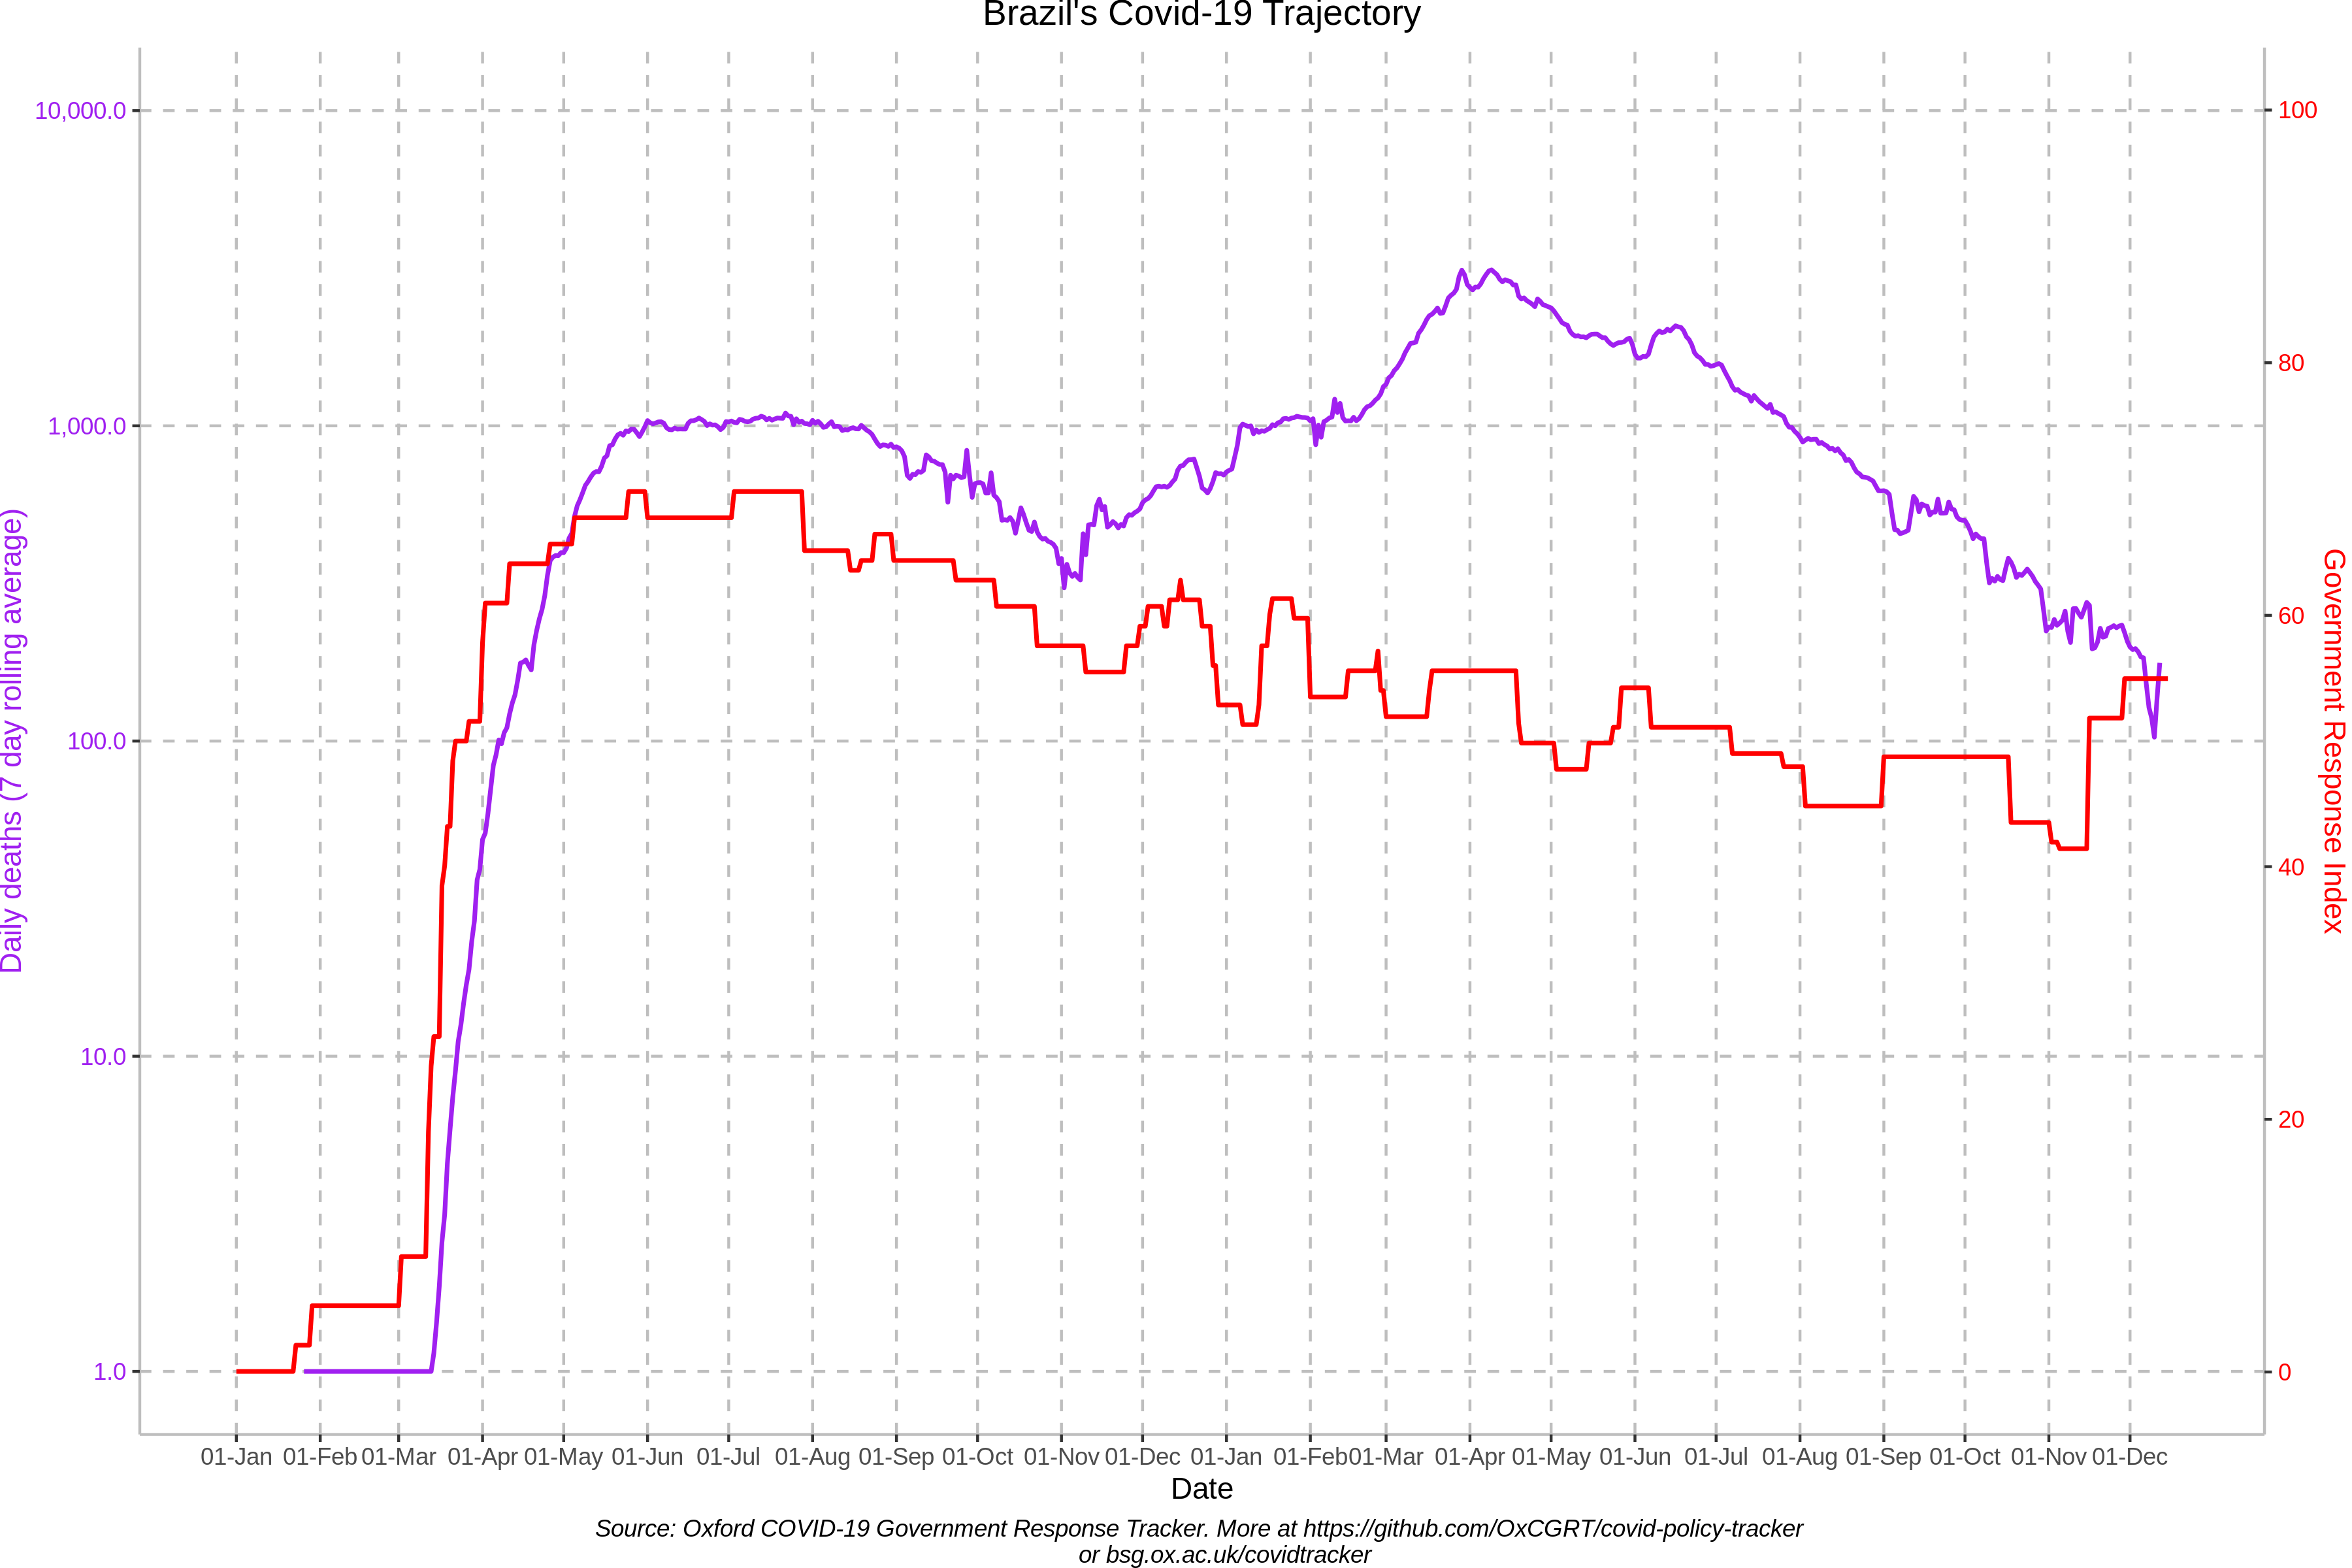 Brazil's Covid-19 Trajectory
10,000.0
1,000.0
100.0
10.0
1.0
Daily deaths (7 day rolling average)
100
80
60
40
20
0
Government Response Index
01-Jan 01-Feb 01-Mar 01-Apr 01-May 01-Jun 01-Jul 01-Aug 01-Sep 01-Oct 01-Nov 01-Dec 01-Jan 01-Feb 01-Mar 01-Apr 01-May 01-Jun 01-Jul 01-Aug 01-Sep 01-Oct 01-Nov 01-Dec
Date
Source: Oxford COVID-19 Government Response Tracker. More at https://github.com/OxCGRT/covid-policy-tracker
or bsg.ox.ac.uk/covidtracker